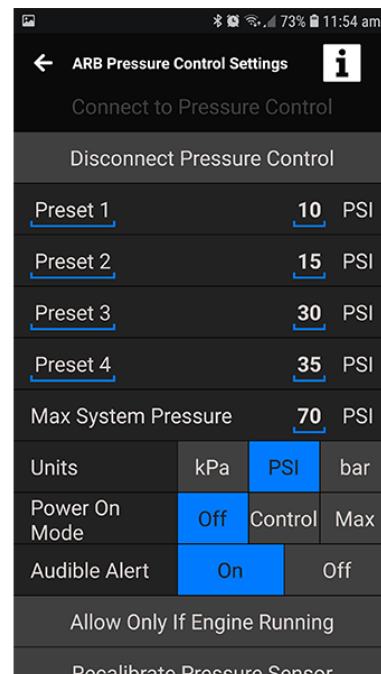 73% 11:54 am
ARB Pressure Control Settings i
Connect to Pressure Control
Disconnect Pressure Control
Preset 1 10 PSI
Preset 2 15 PSI
Preset 3 30 PSI
Preset 4 35 PSI
Max System Pressure 70 PSI
Units kPa PSI bar
Power On
Mode Off Control Max
Audible Alert On Off
Allow Only If Engine Running
Recalibrate Pressure Sensor